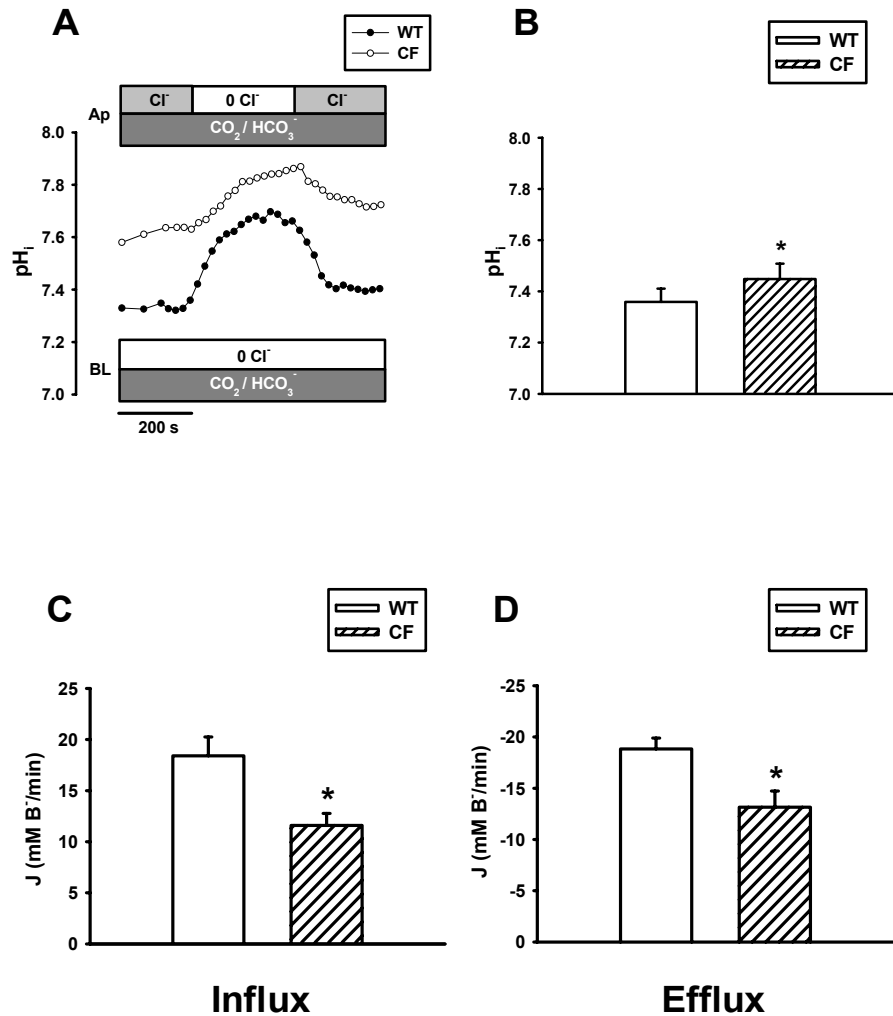 A
WT
CF
Ap
Cl⁻
0 Cl⁻
Cl⁻
CO₂ / HCO₃⁻
8.0
7.8
7.6
7.4
7.2
7.0
pHᵢ
BL
0 Cl⁻
CO₂ / HCO₃⁻
200 s
B
WT
CF
8.0
7.8
7.6
7.4
7.2
7.0
pHᵢ
*
C
WT
CF
25
20
15
10
5
0
J (mM B⁻/min)
*
Influx
D
WT
CF
-25
-20
-15
-10
-5
0
J (mM B⁻/min)
*
Efflux